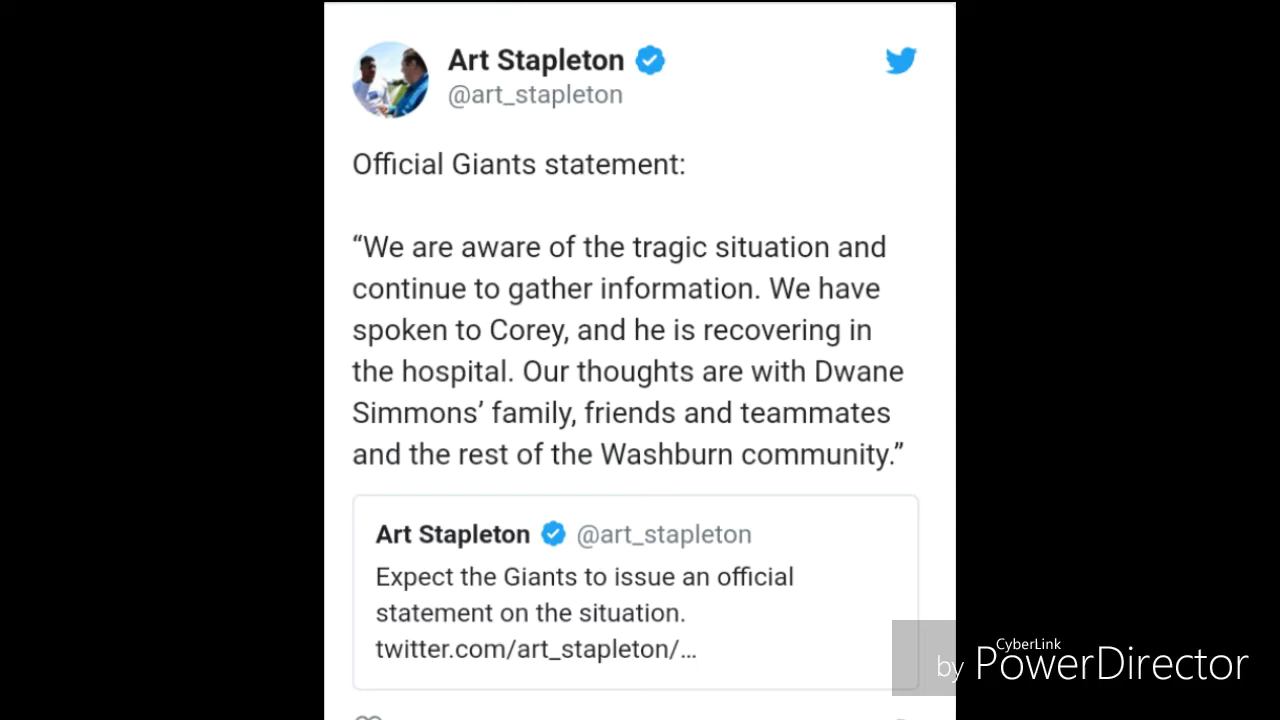 Art Stapleton
@art_stapleton
Official Giants statement:
“We are aware of the tragic situation and
continue to gather information. We have
spoken to Corey, and he is recovering in
the hospital. Our thoughts are with Dwane
Simmons’ family, friends and teammates
and the rest of the Washburn community.”
Art Stapleton @art_stapleton
Expect the Giants to issue an official
statement on the situation.
twitter.com/art_stapleton/…
CyberLink
by PowerDirector